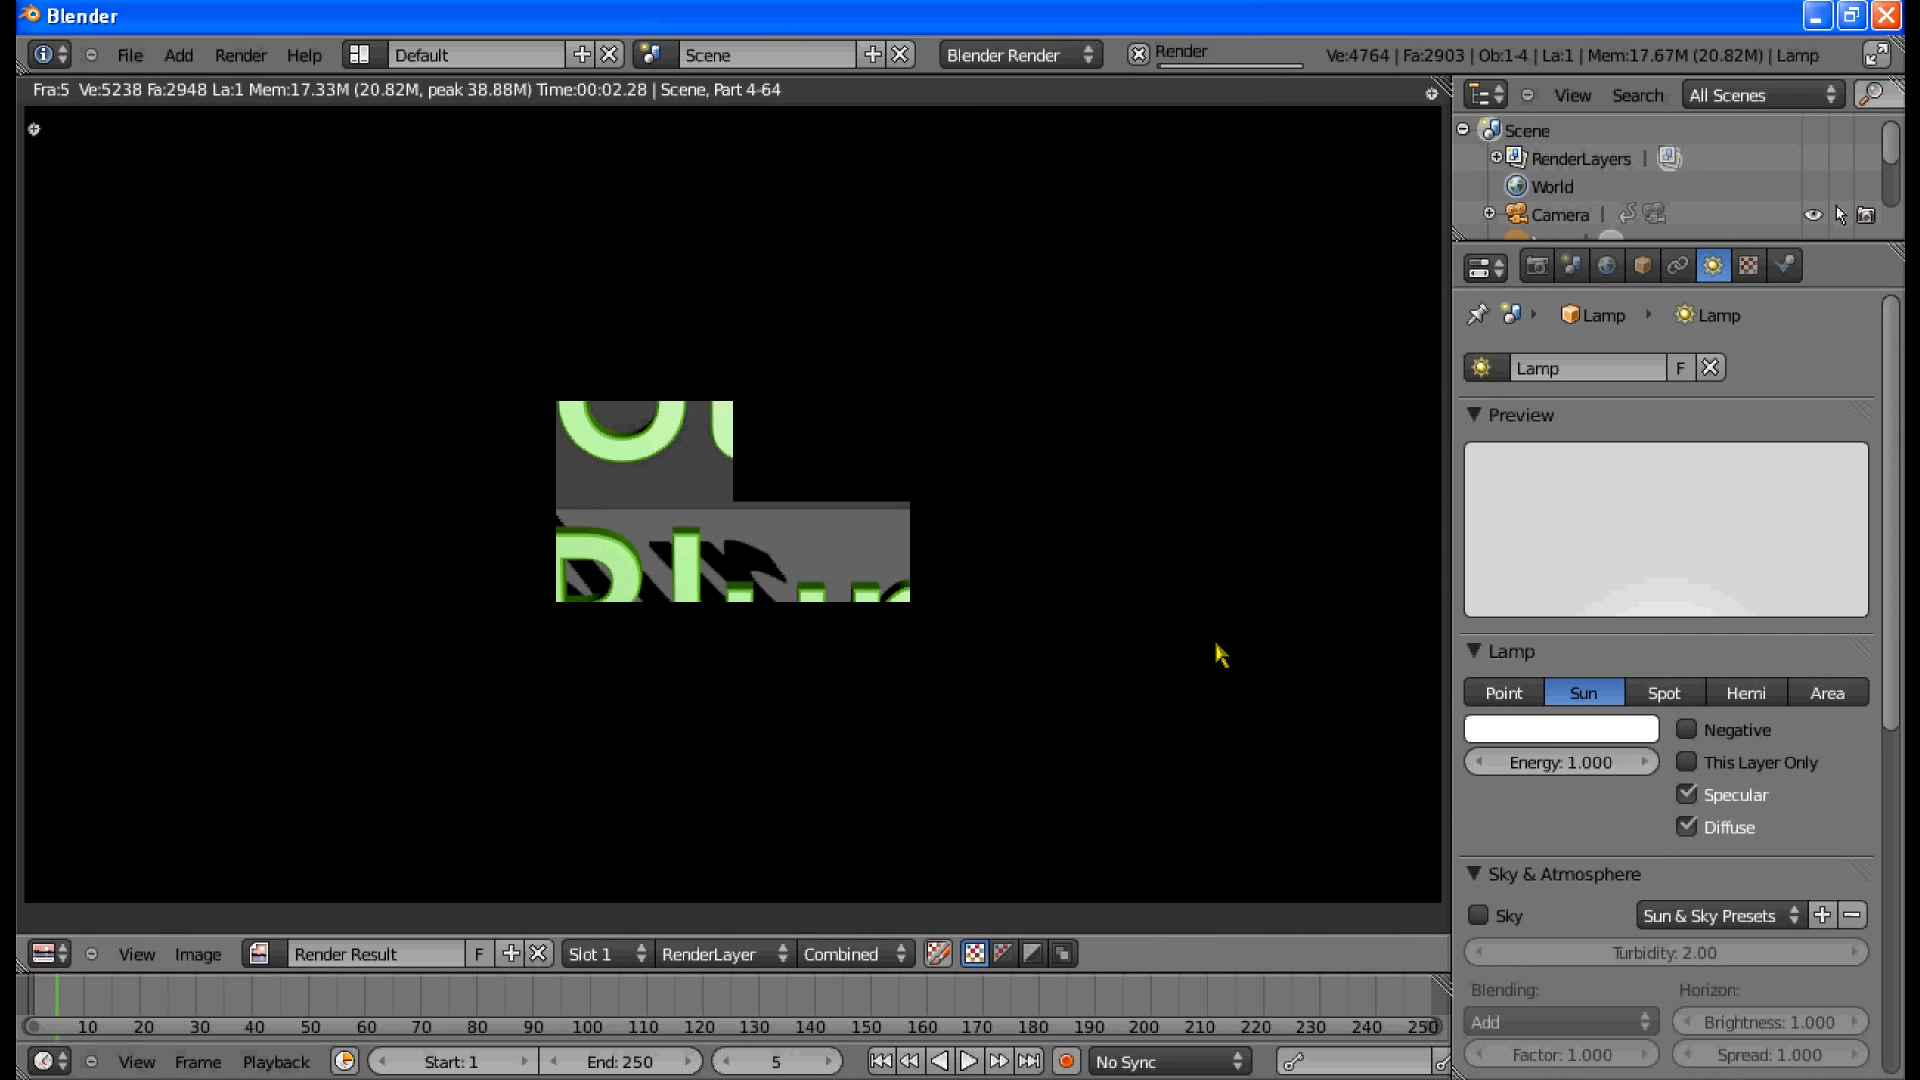 Blender
File Add Render Help Default Scene Blender Render Render Ve:4764 | Fa:2903 | Ob:1-4 | La:1 | Mem:17.67M (20.82M) | Lamp
Fra:5 Ve:5238 Fa:2948 La:1 Mem:17.33M (20.82M, peak 38.88M) Time:00:02.28 | Scene, Part 4-64
View Search All Scenes
Scene
RenderLayers |
World
Camera |
Lamp Lamp
Lamp F
Preview
Lamp
Point Sun Spot Hemi Area
Negative
Energy: 1.000 This Layer Only
Specular
Diffuse
Sky & Atmosphere
Sky Sun & Sky Presets
Turbidity: 2.00
Blending: Horizon:
Add Brightness: 1.000
Factor: 1.000 Spread: 1.000
View Image Render Result F Slot 1 RenderLayer Combined
10 20 30 40 50 60 70 80 90 100 110 120 130 140 150 160 170 180 190 200 210 220 230 240 250
View Frame Playback Start: 1 End: 250 5 No Sync